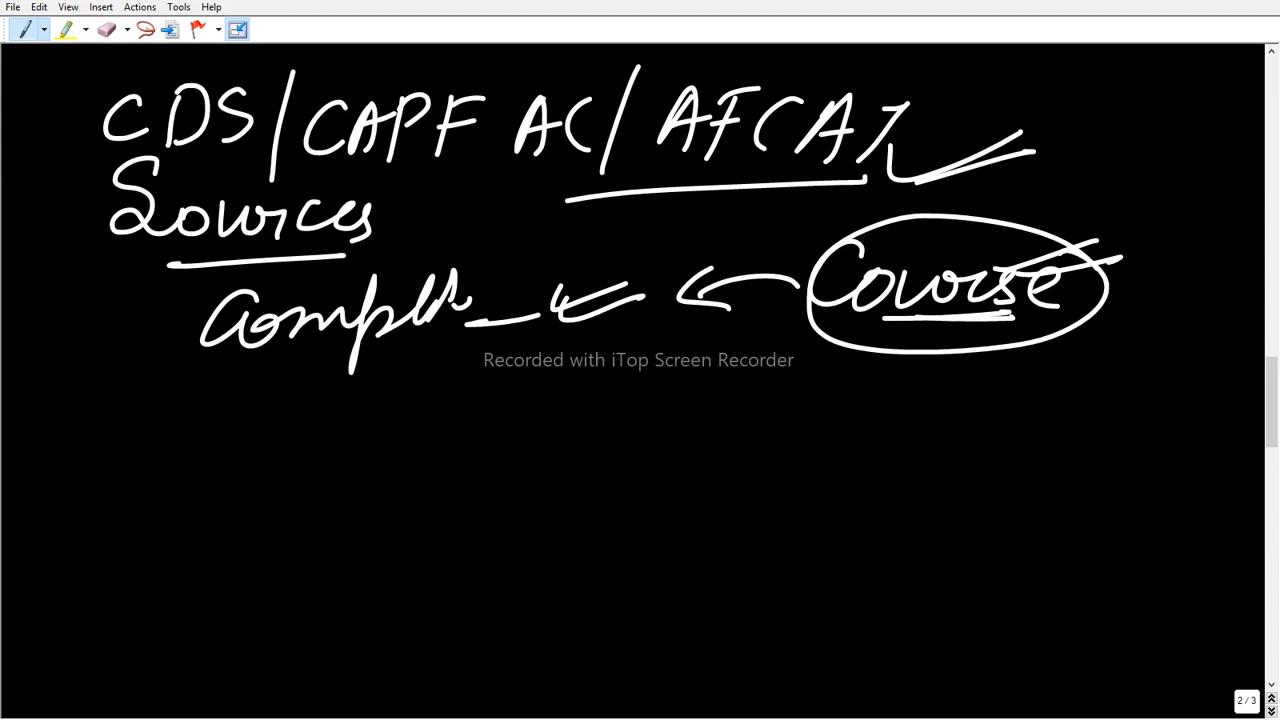 File Edit View Insert Actions Tools Help
CDS/CAPF AC/AFCAT
Sources
Course
Recorded with iTop Screen Recorder
2/3